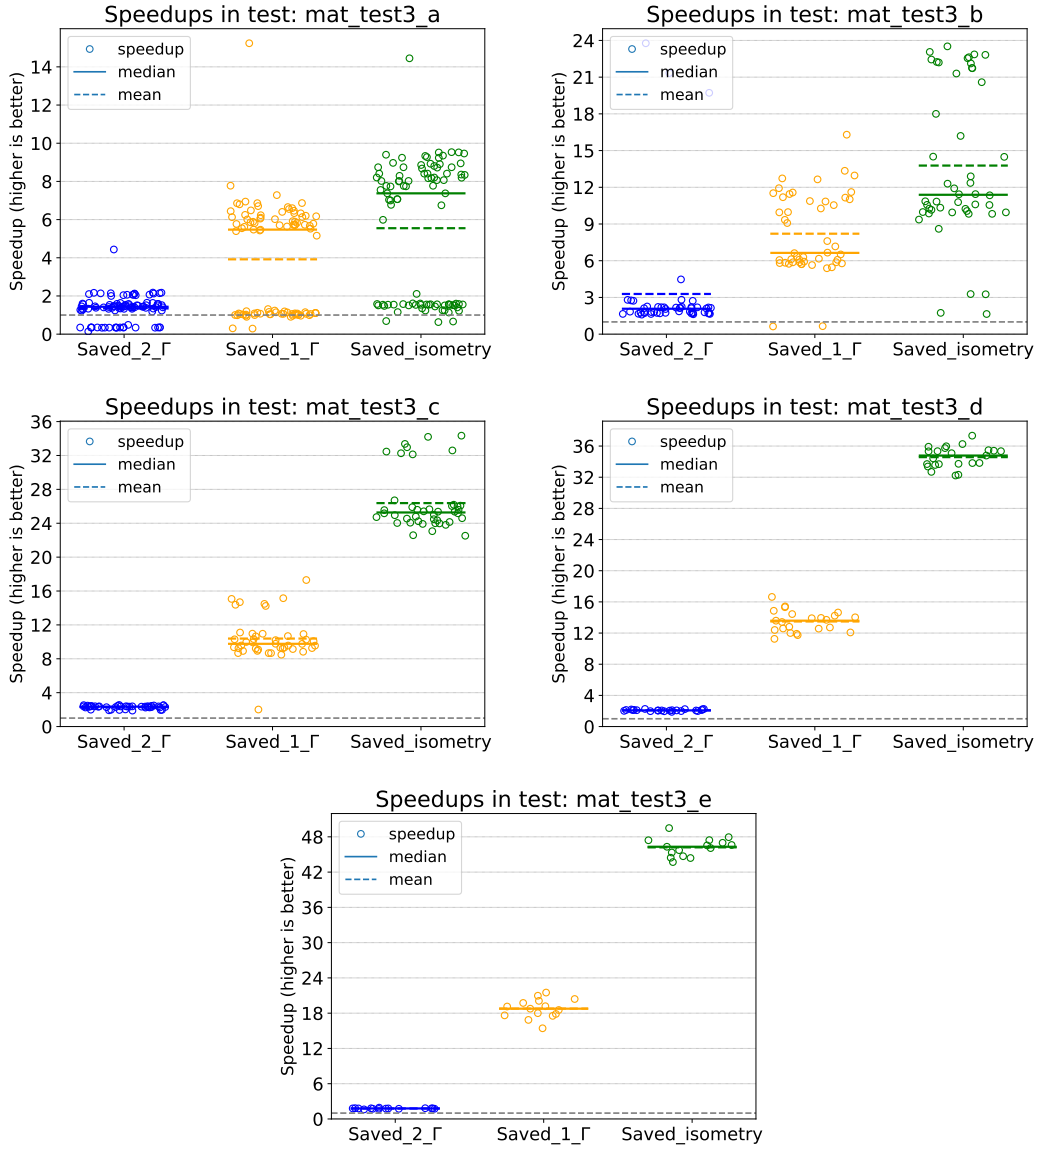 Speedups in test: mat_test3_a
Speedup (higher is better)
14
12
10
8
6
4
2
0
speedup
median
mean
Saved_2_Γ
Saved_1_Γ
Saved_isometry
Speedups in test: mat_test3_b
Speedup (higher is better)
24
21
18
15
12
9
6
3
0
speedup
median
mean
Saved_2_Γ
Saved_1_Γ
Saved_isometry
Speedups in test: mat_test3_c
Speedup (higher is better)
36
32
28
24
20
16
12
8
4
0
speedup
median
mean
Saved_2_Γ
Saved_1_Γ
Saved_isometry
Speedups in test: mat_test3_d
Speedup (higher is better)
36
32
28
24
20
16
12
8
4
0
speedup
median
mean
Saved_2_Γ
Saved_1_Γ
Saved_isometry
Speedups in test: mat_test3_e
Speedup (higher is better)
48
42
36
30
24
18
12
6
0
speedup
median
mean
Saved_2_Γ
Saved_1_Γ
Saved_isometry